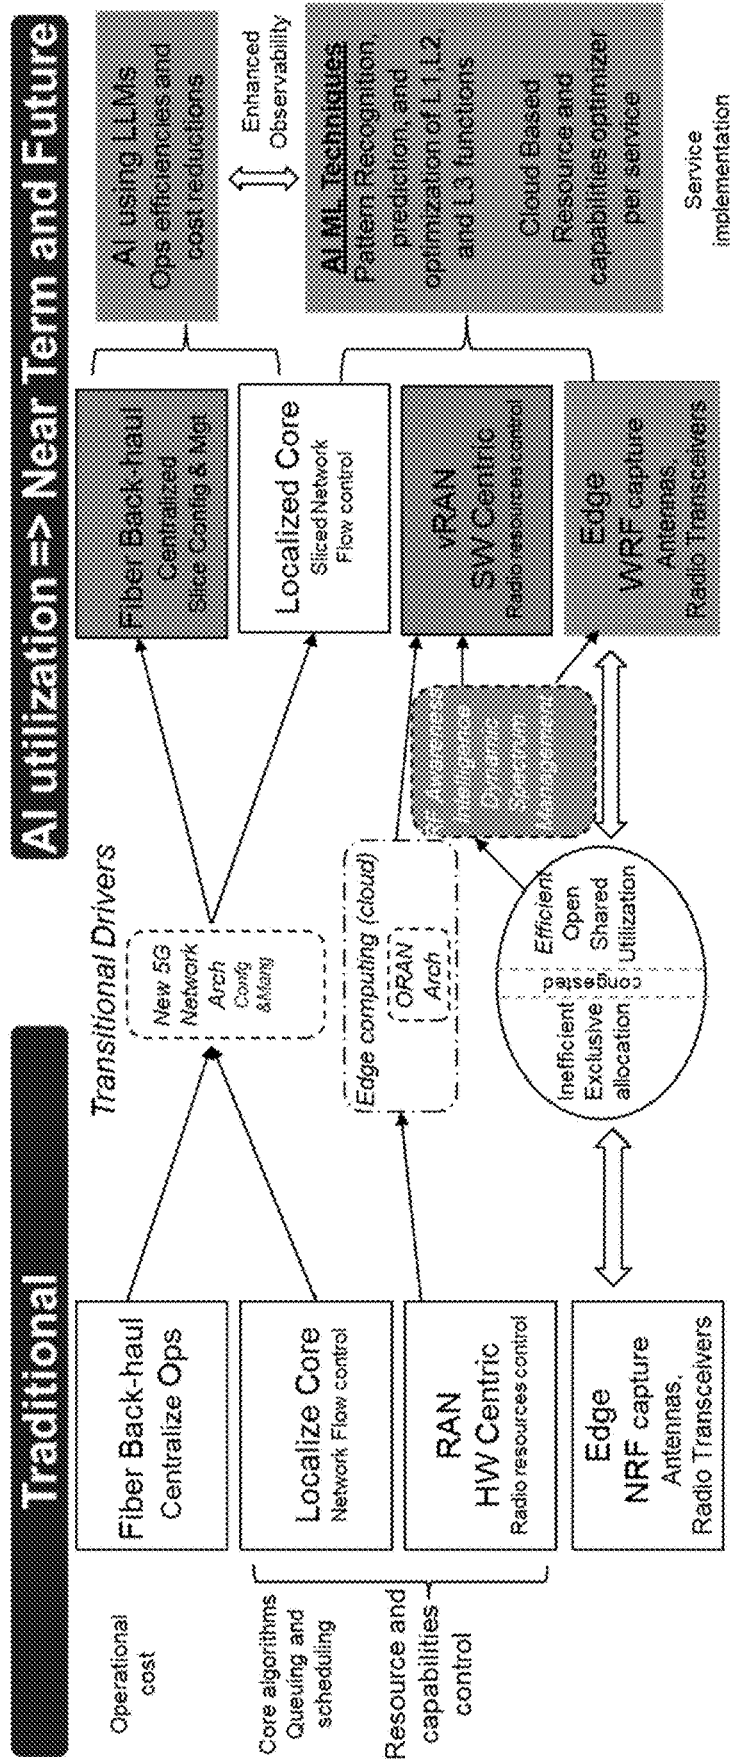 Traditional
AI utilization => Near Term and Future
Operational
cost
Core algorithms
Queuing and
scheduling
Resource and
capabilities
control
Fiber Back-haul
Centralize Ops
Localize Core
Network Flow control
RAN
HW Centric
Radio resources control
Edge
NRF capture
Antennas.
Radio Transceivers
Transitional Drivers
New 5G
Network
Arch
Config
&Mang
Edge computing (cloud)
ORAN
Arch
Inefficient
Exclusive
allocation
congested
Efficient
Open
Shared
Utilization
RF Awareness
Intelligence
Dynamic
Spectrum
Management
Fiber Back-haul
Centralized
Slice Config & Mgt
Localized Core
Sliced Network
Flow control
vRAN
SW Centric
Radio resources control
Edge
WRF capture
Antennas.
Radio Transceivers
AI using LLMs
Ops efficiencies and
cost reductions
Enhanced
Observability
AI ML Techniques
Pattern Recognition,
prediction, and
optimization of L1,L2,
and L3 functions
Cloud Based
Resource and
capabilities optimizer
per service
Service
implementation